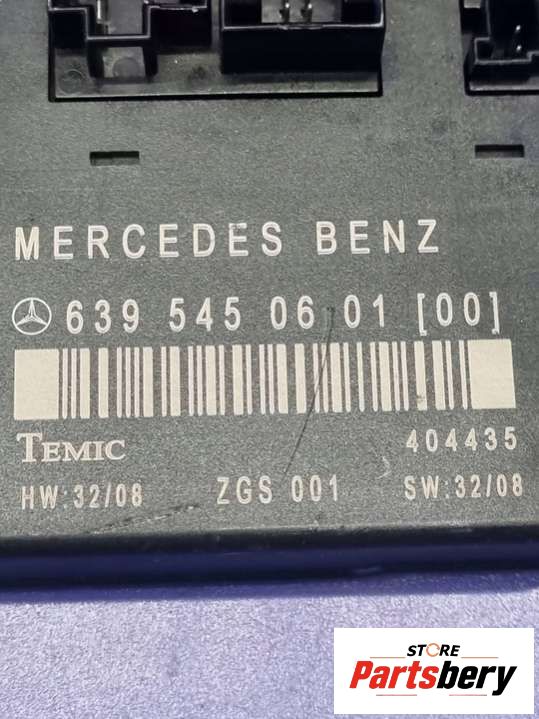 MERCEDES BENZ
639 545 06 01 [00]
TEMIC 404435
HW:32/08 ZGS 001 SW:32/08
STORE
Partsbery